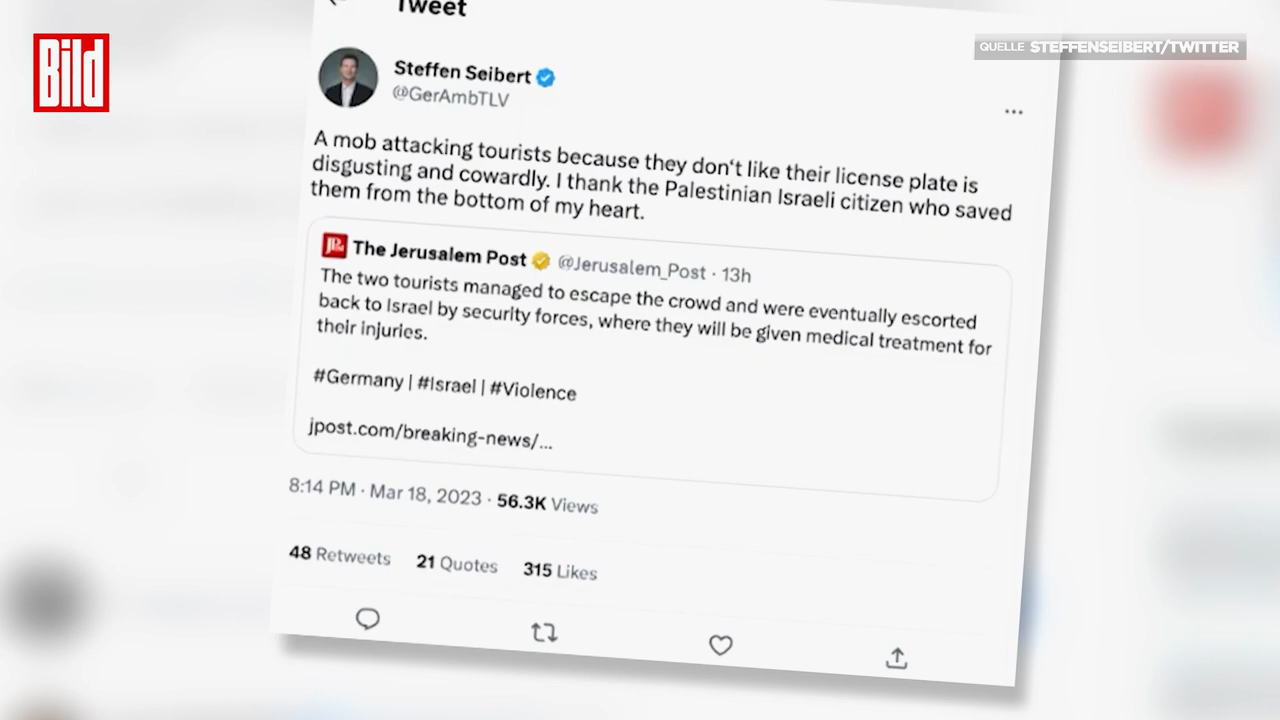 Bild
QUELLE STEFFENSEIBERT/TWITTER
Tweet
Steffen Seibert
@GerAmbTLV
A mob attacking tourists because they don‘t like their license plate is
disgusting and cowardly. I thank the Palestinian Israeli citizen who saved
them from the bottom of my heart.
The Jerusalem Post @Jerusalem_Post · 13h
The two tourists managed to escape the crowd and were eventually escorted
back to Israel by security forces, where they will be given medical treatment for
their injuries.
#Germany | #Israel | #Violence
jpost.com/breaking-news/...
8:14 PM · Mar 18, 2023 · 56.3K Views
48 Retweets 21 Quotes 315 Likes